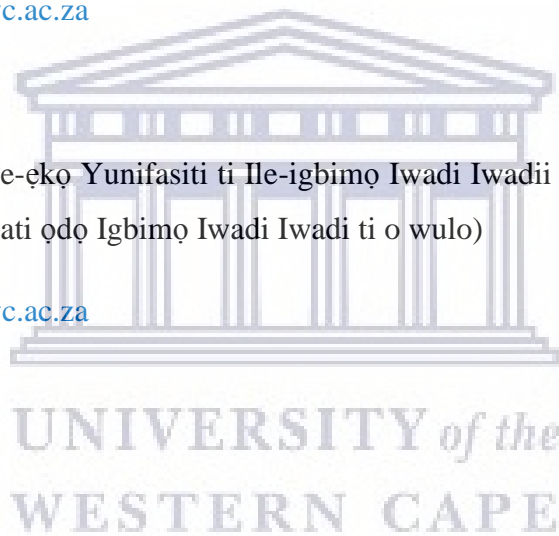 c.ac.za
e-ẹkọ Yunifasiti ti Ile-igbimọ Iwadi Iwadii
ati ọdọ Igbimọ Iwadi Iwadi ti o wulo)
c.ac.za
UNIVERSITY of the
WESTERN CAPE